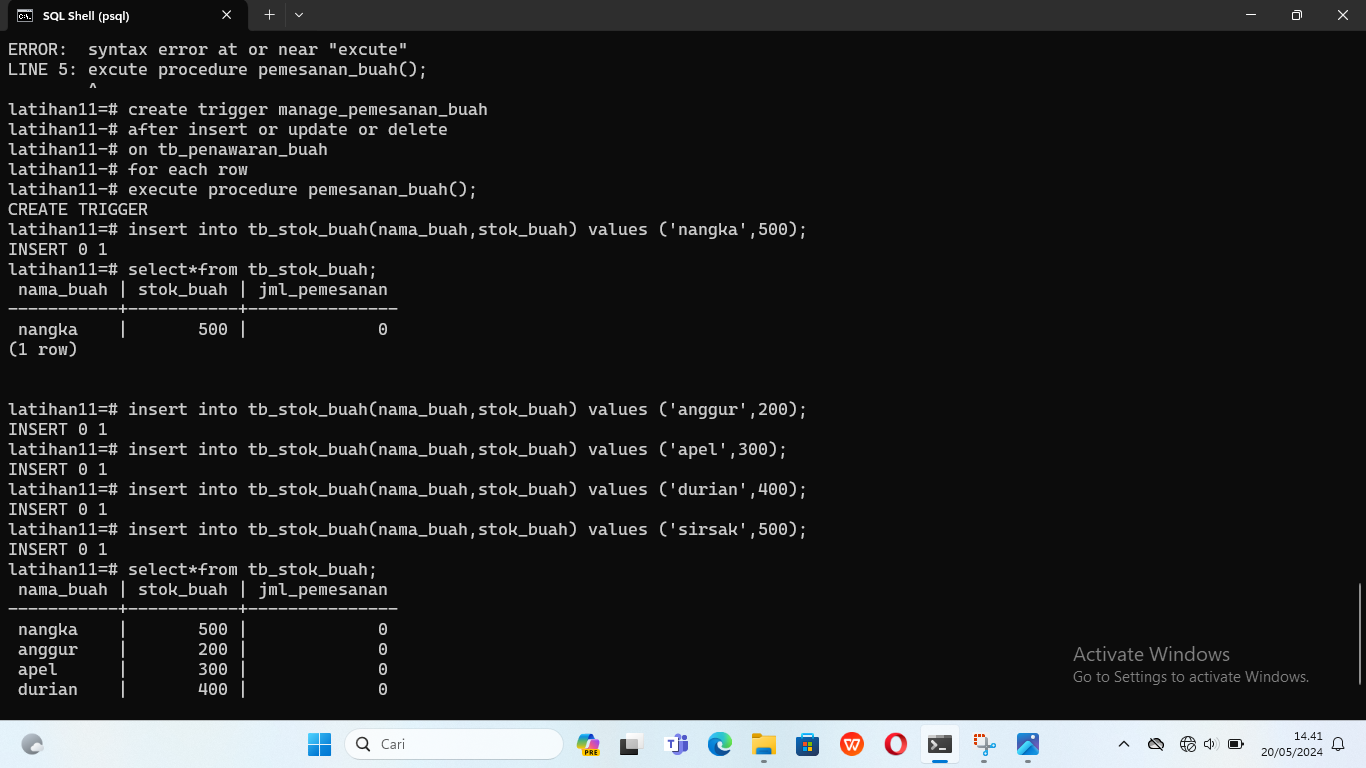 SQL Shell (psql)
ERROR:  syntax error at or near "excute"
LINE 5: excute procedure pemesanan_buah();
        ^
latihan11=# create trigger manage_pemesanan_buah
latihan11-# after insert or update or delete
latihan11-# on tb_penawaran_buah
latihan11-# for each row
latihan11-# execute procedure pemesanan_buah();
CREATE TRIGGER
latihan11=# insert into tb_stok_buah(nama_buah,stok_buah) values ('nangka',500);
INSERT 0 1
latihan11=# select*from tb_stok_buah;
 nama_buah | stok_buah | jml_pemesanan
-----------+-----------+---------------
 nangka    |       500 |             0
(1 row)
latihan11=# insert into tb_stok_buah(nama_buah,stok_buah) values ('anggur',200);
INSERT 0 1
latihan11=# insert into tb_stok_buah(nama_buah,stok_buah) values ('apel',300);
INSERT 0 1
latihan11=# insert into tb_stok_buah(nama_buah,stok_buah) values ('durian',400);
INSERT 0 1
latihan11=# insert into tb_stok_buah(nama_buah,stok_buah) values ('sirsak',500);
INSERT 0 1
latihan11=# select*from tb_stok_buah;
 nama_buah | stok_buah | jml_pemesanan
-----------+-----------+---------------
 nangka    |       500 |             0
 anggur    |       200 |             0
 apel      |       300 |             0
 durian    |       400 |             0
Activate Windows
Go to Settings to activate Windows.
Cari
PRE
14.41
20/05/2024